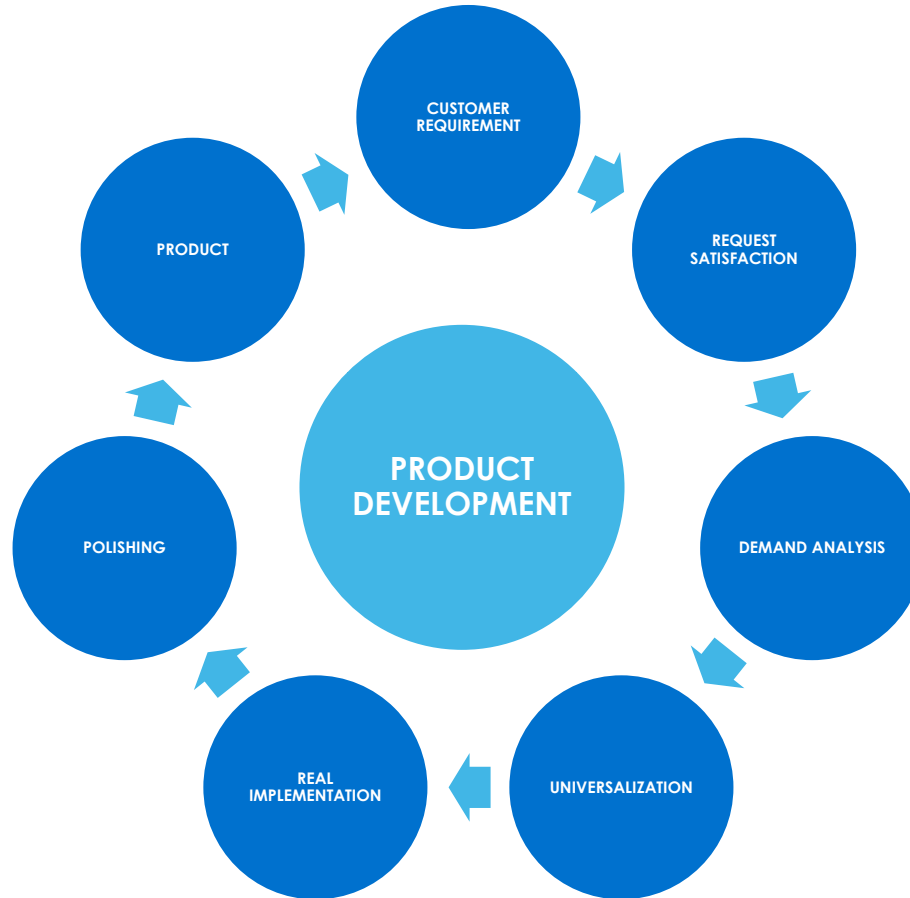 CUSTOMER
REQUIREMENT
REQUEST
SATISFACTION
DEMAND ANALYSIS
UNIVERSALIZATION
REAL
IMPLEMENTATION
POLISHING
PRODUCT
PRODUCT
DEVELOPMENT